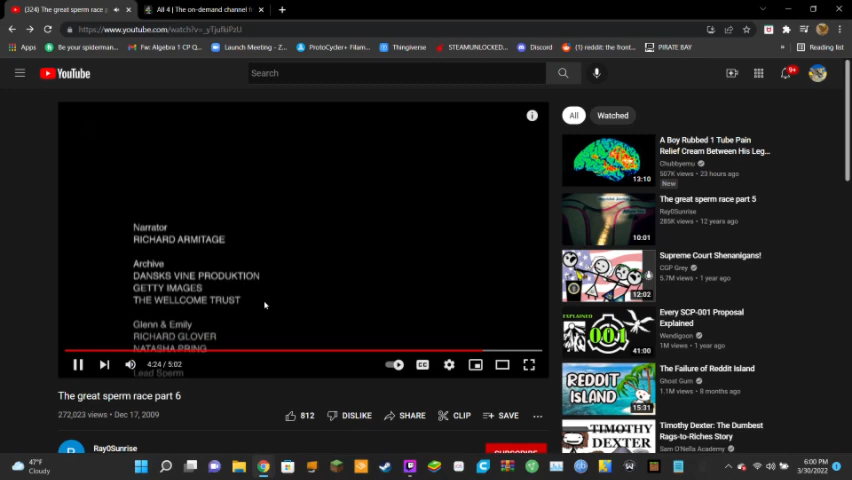 (324) The great sperm race part 6
All 4 | The on-demand channel fr
https://www.youtube.com/watch?v=_yTjufkiPzU
Apps
Be your spiderman...
Fw: Algebra 1 CP Q...
Launch Meeting - Z...
ProtoCyder+ Filam...
Thingiverse
STEAMUNLOCKED...
Discord
(1) reddit: the front...
PIRATE BAY
Reading list
YouTube
Search
9+
Narrator
RICHARD ARMITAGE
Archive
DANSKS VINE PRODUKTION
GETTY IMAGES
THE WELLCOME TRUST
Glenn & Emily
RICHARD GLOVER
NATASHA PRING
Lead Sperm
4:24 / 5:02
CC
The great sperm race part 6
272,023 views • Dec 17, 2009
812
DISLIKE
SHARE
CLIP
SAVE
R
Ray0Sunrise
SUBSCRIBE
All
Watched
13:10
A Boy Rubbed 1 Tube Pain
Relief Cream Between His Leg...
Chubbyemu
507K views • 23 hours ago
New
10:01
The great sperm race part 5
Ray0Sunrise
285K views • 12 years ago
12:02
Supreme Court Shenanigans!
CGP Grey
5.7M views • 1 year ago
EXPLAINED
001
41:00
Every SCP-001 Proposal
Explained
Wendigoon
1M views • 1 year ago
REDDIT
ISLAND
15:31
The Failure of Reddit Island
Ghost Gum
1.1M views • 8 months ago
TIMOTHY
DEXTER
Timothy Dexter: The Dumbest
Rags-to-Riches Story
Sam O'Nella Academy
47°F
Cloudy
6:00 PM
3/30/2022